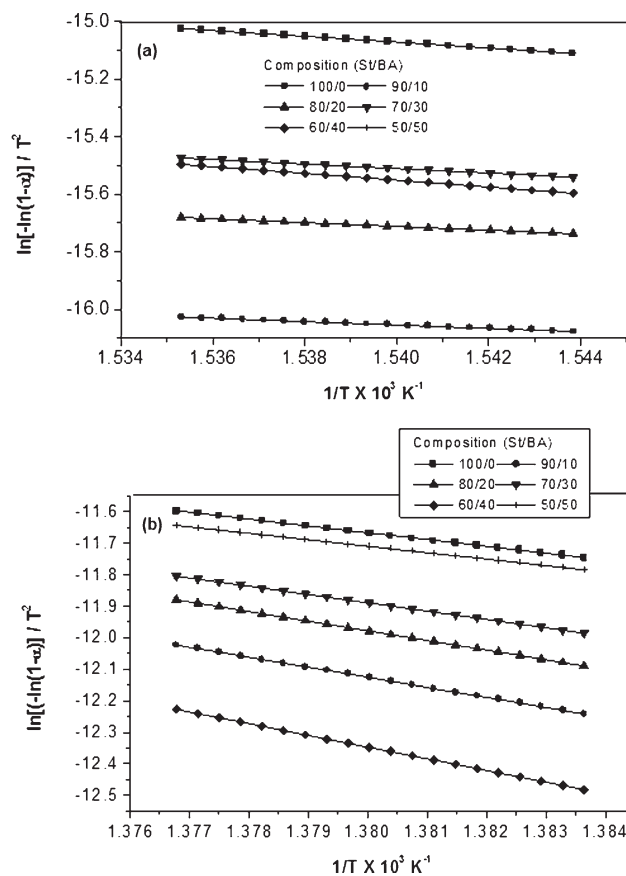 -15.0
(a)
Composition (St/BA)
100/0 90/10
80/20 70/30
60/40 50/50
-15.2
-15.4
-15.6
-15.8
-16.0
ln[-ln(1-α)] / T²
1.534 1.536 1.538 1.540 1.542 1.544
1/T X 10³ K⁻¹
Composition (St/BA)
100/0 90/10
80/20 70/30
60/40 50/50
(b)
-11.6
-11.7
-11.8
-11.9
-12.0
-12.1
-12.2
-12.3
-12.4
-12.5
ln[(-ln(1-α)] / T²
1.376 1.377 1.378 1.379 1.380 1.381 1.382 1.383 1.384
1/T X 10³ K⁻¹